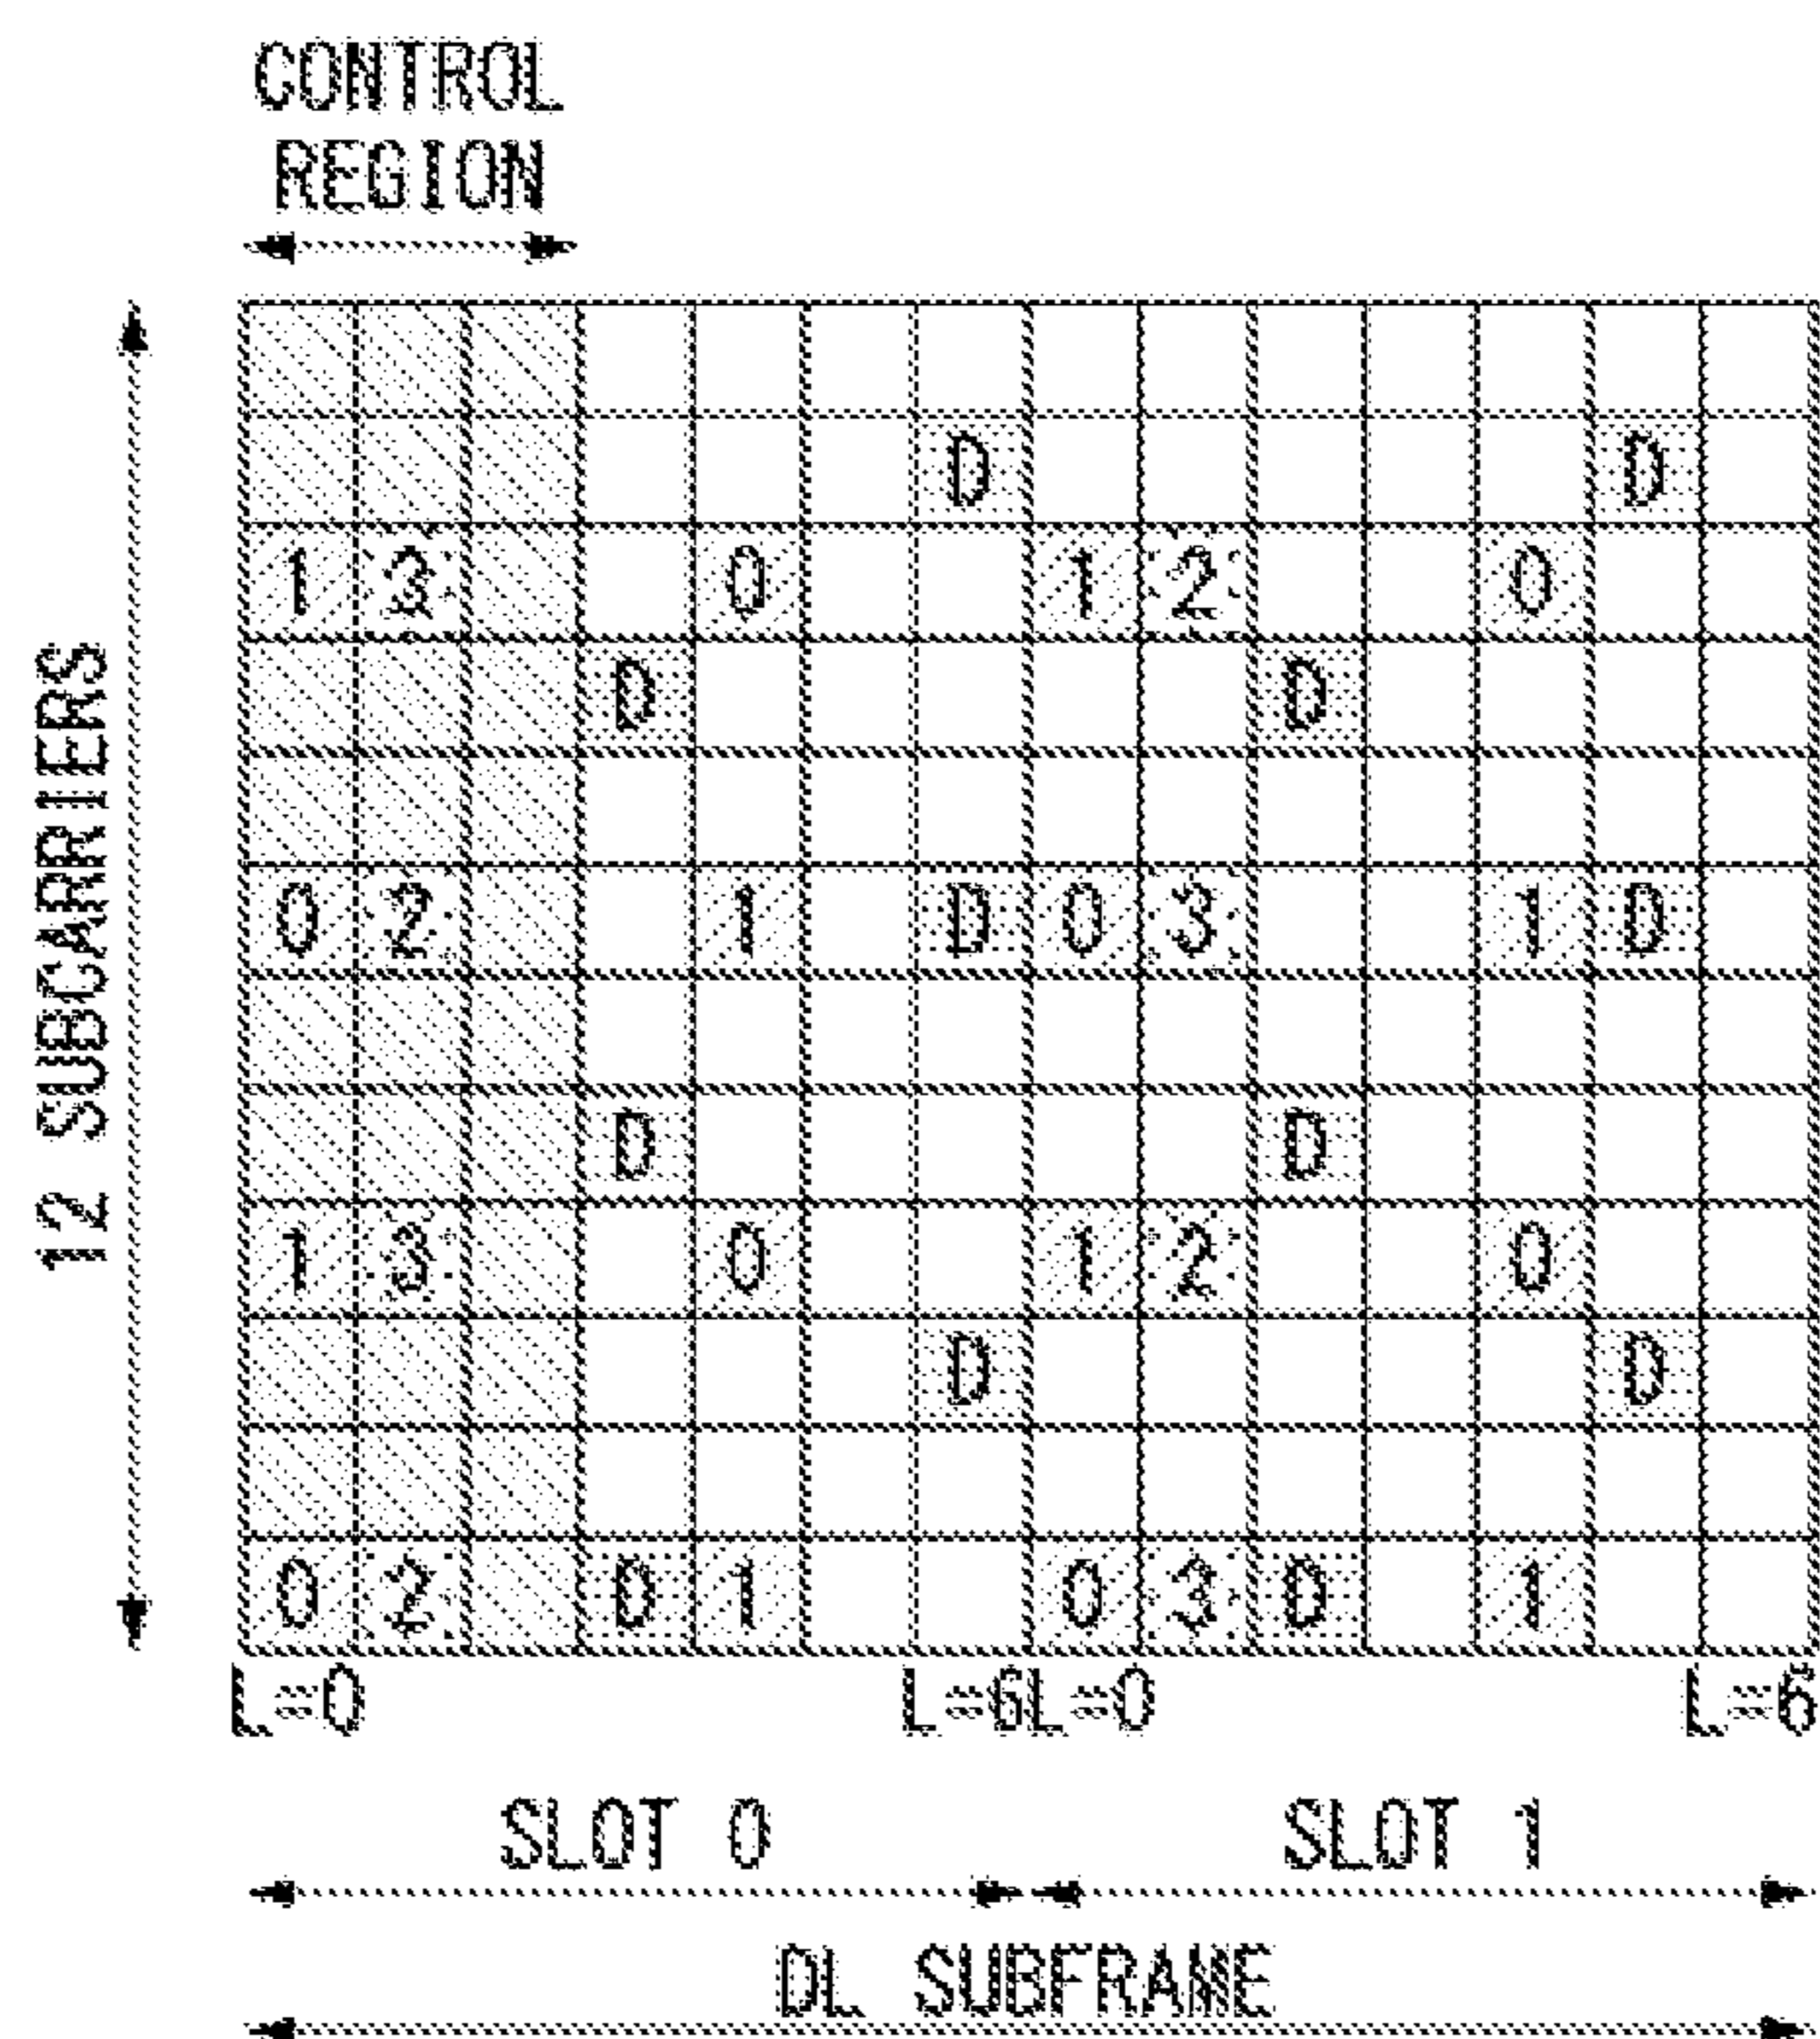 CONTROL
REGION
12 SUBCARRIERS
D D
1 3 0 1 2 0
D D
0 2 1 D 0 3 1 D
D D
1 3 0 1 2 0
D D
0 2 D 1 0 3 D 1
L=0 L=6 L=0 L=6
SLOT 0 SLOT 1
DL SUBFRAME